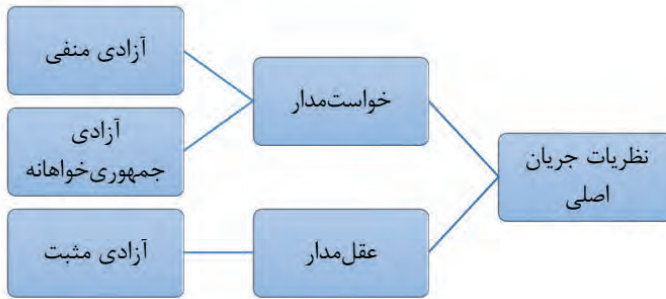 نظریات جریان
اصلی
خواست‌مدار
عقل‌مدار
آزادی منفی
آزادی
جمهوری‌خواهانه
آزادی مثبت